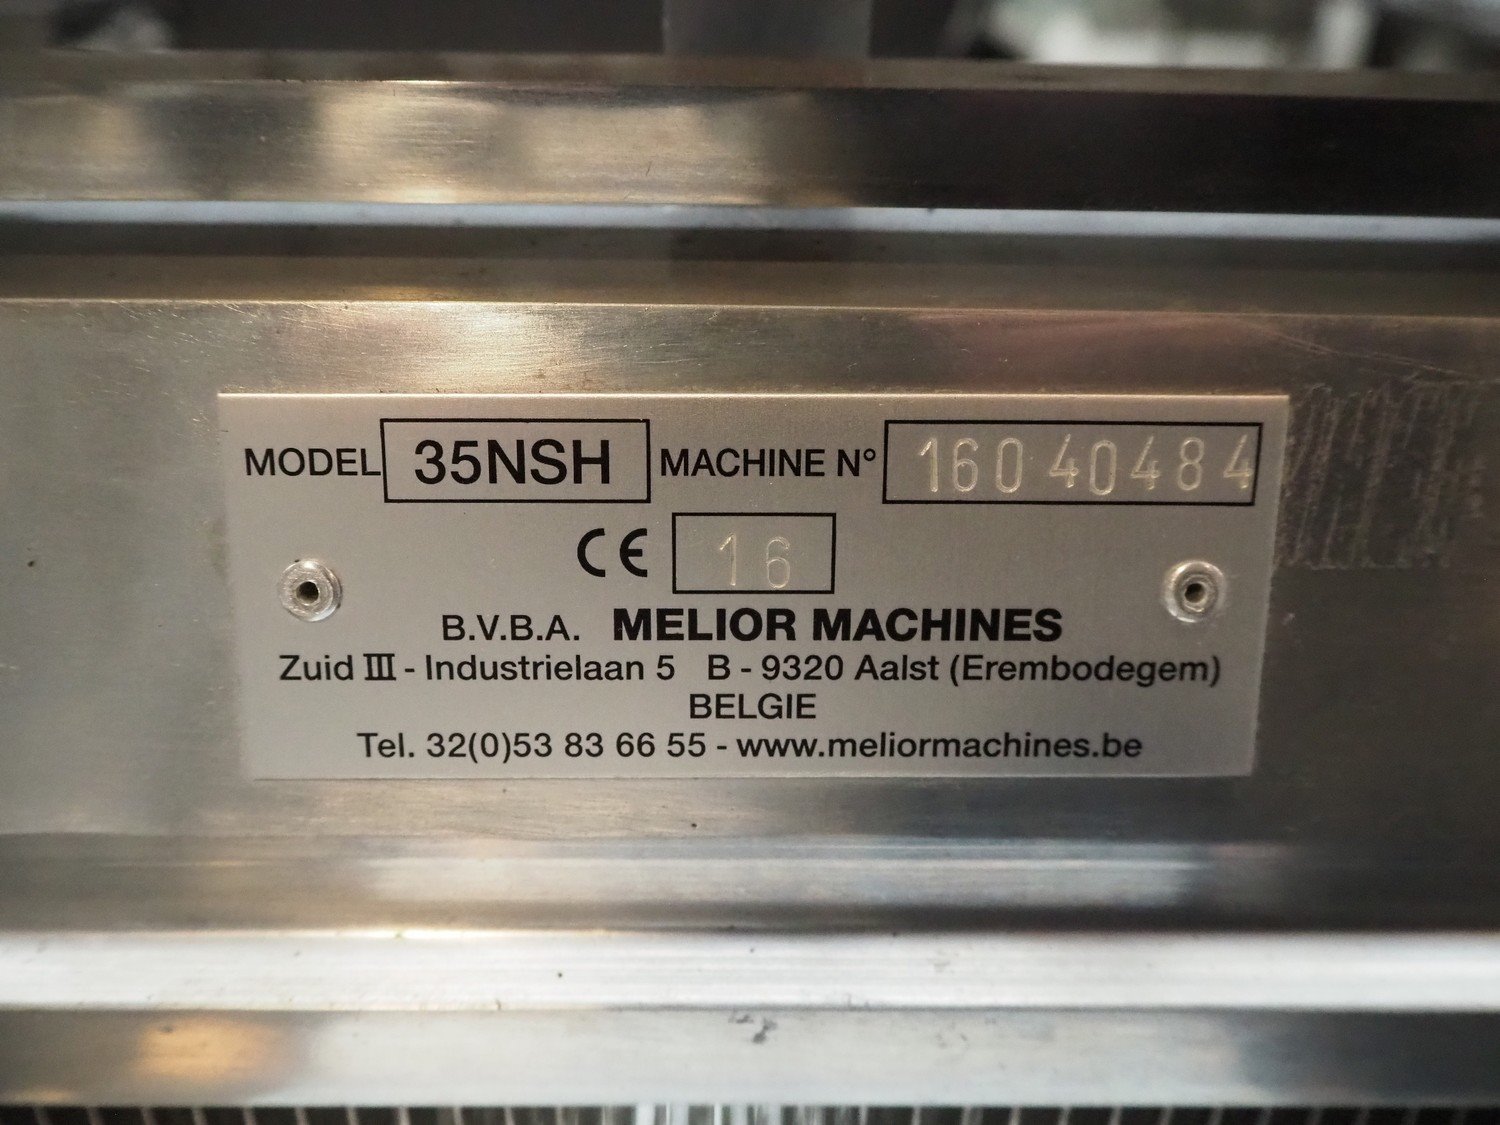 MODEL 35NSH MACHINE N° 16040484
CE 16
B.V.B.A. MELIOR MACHINES
Zuid III - Industrielaan 5 B - 9320 Aalst (Erembodegem)
BELGIE
Tel. 32(0)53 83 66 55 - www.meliormachines.be